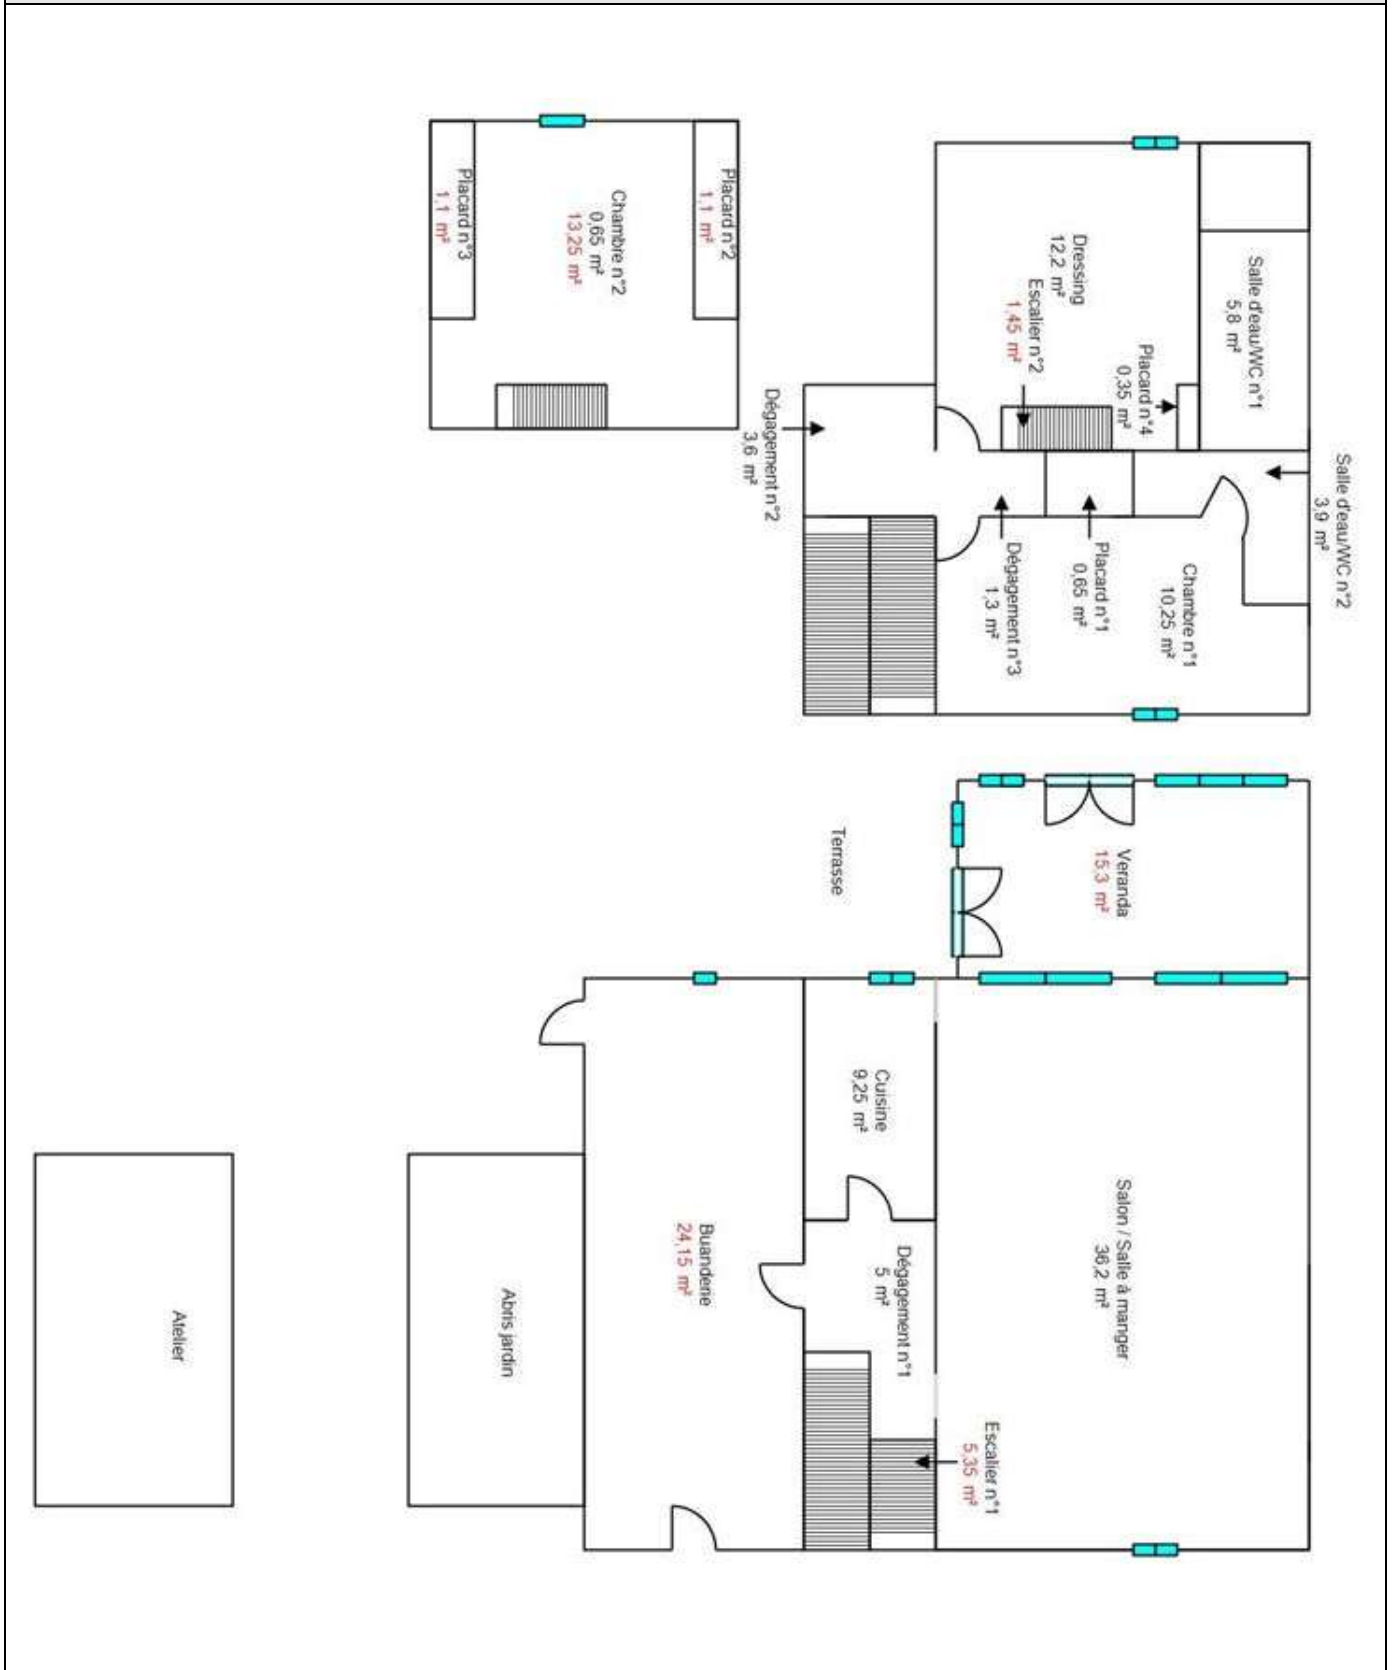 Placard n°3
1,1 m²
Chambre n°2
0,65 m²
13,25 m²
Placard n°2
1,1 m²
Salle d'eau/WC n°1
5,8 m²
Dressing
12,2 m²
Escalier n°2
1,45 m²
Placard n°4
0,35 m²
Dégagement n°2
3,6 m²
Salle d'eau/WC n°2
3,9 m²
Placard n°1
0,65 m²
Dégagement n°3
1,3 m²
Chambre n°1
10,25 m²
Terrasse
Veranda
15,3 m²
Cuisine
9,25 m²
Salon / Salle à manger
36,2 m²
Dégagement n°1
5 m²
Buanderie
24,15 m²
Escalier n°1
5,35 m²
Abris jardin
Atelier